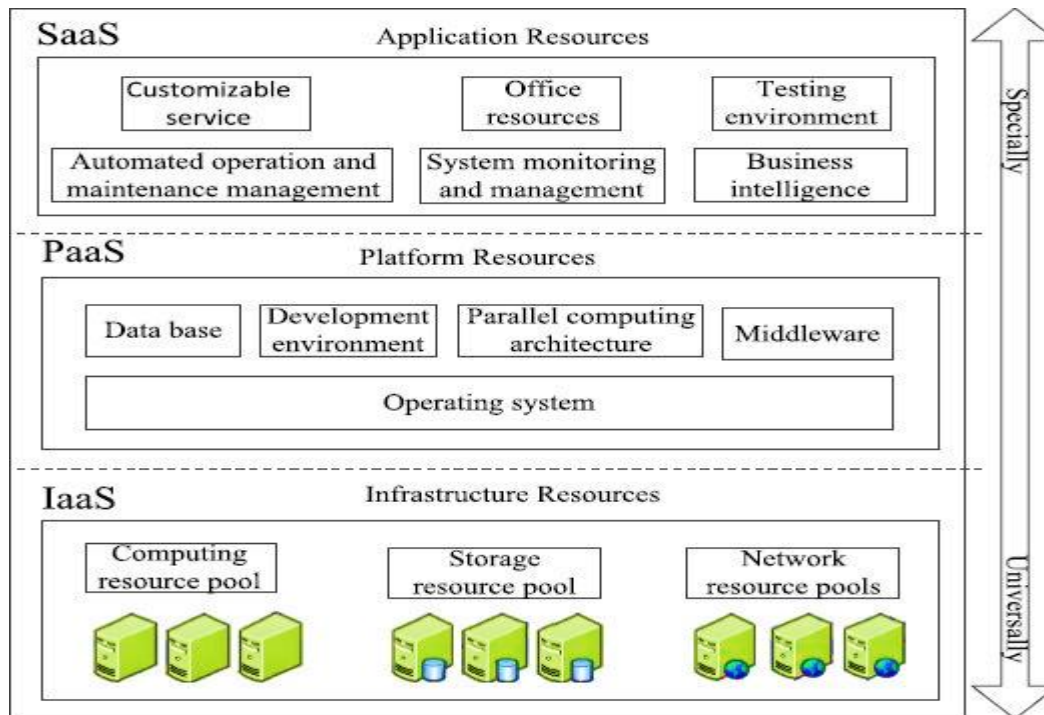 SaaS
Application Resources
Customizable
service
Office
resources
Testing
environment
Automated operation and
maintenance management
System monitoring
and management
Business
intelligence
PaaS
Platform Resources
Data base
Development
environment
Parallel computing
architecture
Middleware
Operating system
IaaS
Infrastructure Resources
Computing
resource pool
Storage
resource pool
Network
resource pools
Specially
Universally